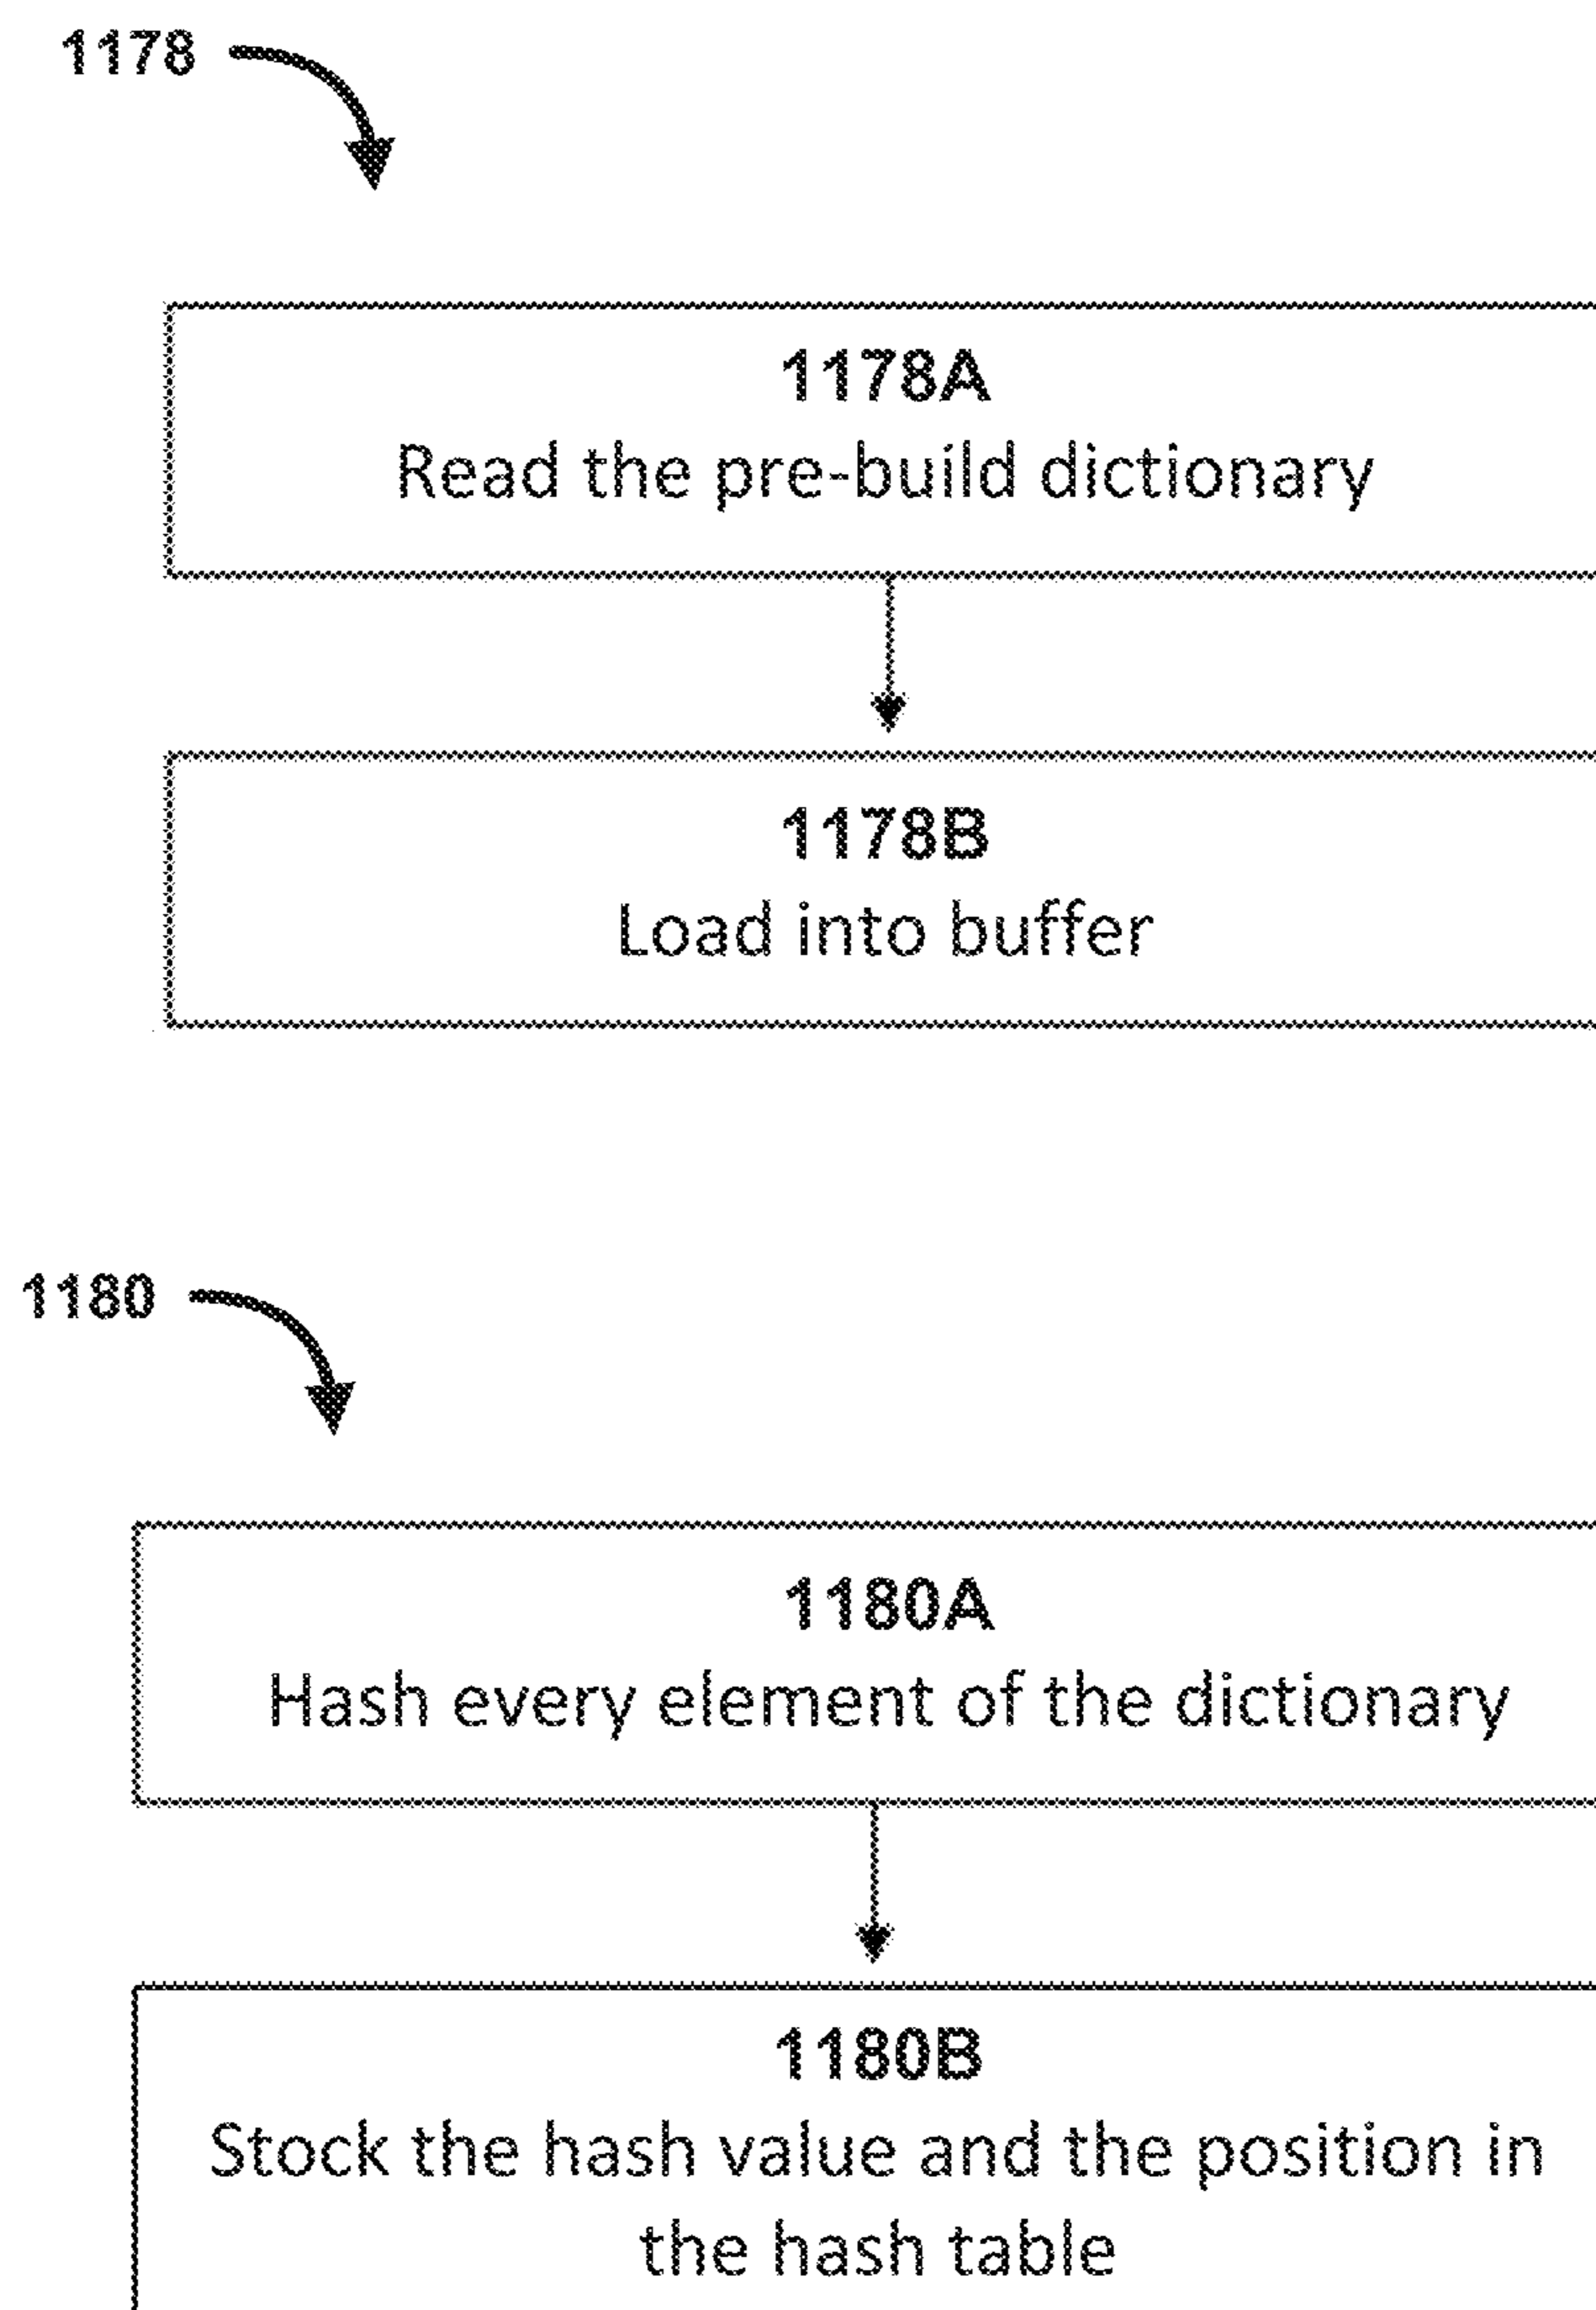 1178
1178A
Read the pre-build dictionary
1178B
Load into buffer
1180
1180A
Hash every element of the dictionary
1180B
Stock the hash value and the position in
the hash table